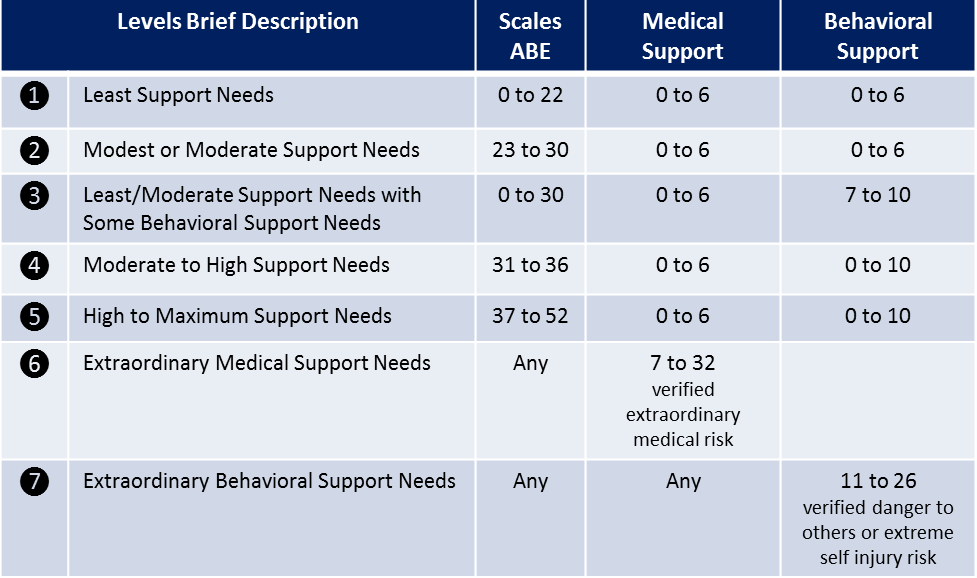 Levels Brief Description
Scales
ABE
Medical
Support
Behavioral
Support
1 Least Support Needs 0 to 22 0 to 6 0 to 6
2 Modest or Moderate Support Needs 23 to 30 0 to 6 0 to 6
3 Least/Moderate Support Needs with 0 to 30 0 to 6 7 to 10
Some Behavioral Support Needs
4 Moderate to High Support Needs 31 to 36 0 to 6 0 to 10
5 High to Maximum Support Needs 37 to 52 0 to 6 0 to 10
6 Extraordinary Medical Support Needs Any 7 to 32
verified
extraordinary
medical risk
7 Extraordinary Behavioral Support Needs Any Any 11 to 26
verified danger to
others or extreme
self injury risk